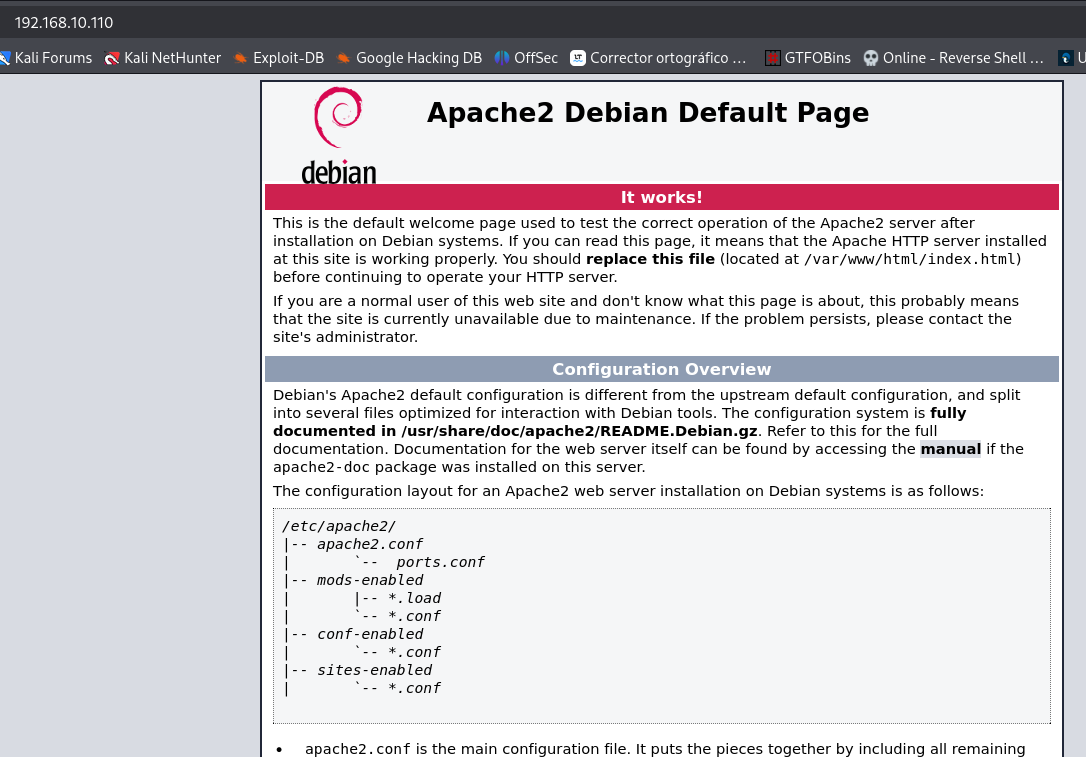 192.168.10.110
Kali Forums Kali NetHunter Exploit-DB Google Hacking DB OffSec Corrector ortográfico ... GTFOBins Online - Reverse Shell ... U
debian
Apache2 Debian Default Page
It works!
This is the default welcome page used to test the correct operation of the Apache2 server after
installation on Debian systems. If you can read this page, it means that the Apache HTTP server installed
at this site is working properly. You should replace this file (located at /var/www/html/index.html)
before continuing to operate your HTTP server.
If you are a normal user of this web site and don't know what this page is about, this probably means
that the site is currently unavailable due to maintenance. If the problem persists, please contact the
site's administrator.
Configuration Overview
Debian's Apache2 default configuration is different from the upstream default configuration, and split
into several files optimized for interaction with Debian tools. The configuration system is fully
documented in /usr/share/doc/apache2/README.Debian.gz. Refer to this for the full
documentation. Documentation for the web server itself can be found by accessing the manual if the
apache2-doc package was installed on this server.
The configuration layout for an Apache2 web server installation on Debian systems is as follows:
/etc/apache2/
|-- apache2.conf
|       `--  ports.conf
|-- mods-enabled
|       |-- *.load
|       `-- *.conf
|-- conf-enabled
|       `-- *.conf
|-- sites-enabled
|       `-- *.conf
• apache2.conf is the main configuration file. It puts the pieces together by including all remaining